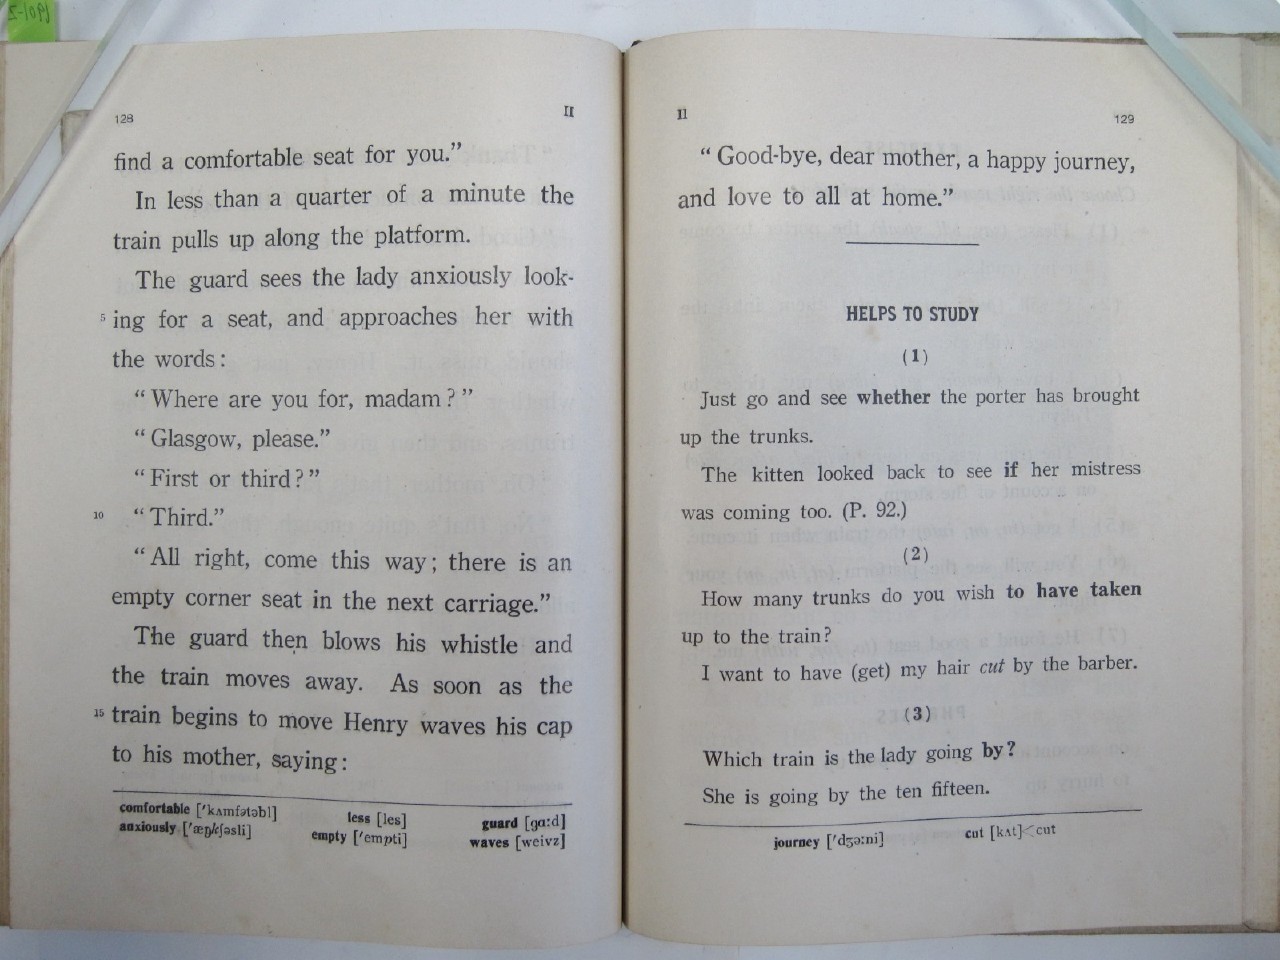 128
II
find a comfortable seat for you.”
In less than a quarter of a minute the
train pulls up along the platform.
The guard sees the lady anxiously look-
5 ing for a seat, and approaches her with
the words:
“Where are you for, madam?”
“Glasgow, please.”
“First or third?”
10 “Third.”
“All right, come this way; there is an
empty corner seat in the next carriage.”
The guard then blows his whistle and
the train moves away. As soon as the
15 train begins to move Henry waves his cap
to his mother, saying:
comfortable ['kʌmfətəbl] less [les] guard [gɑːd]
anxiously ['æŋkʃəsli] empty ['empti] waves [weivz]
11
129
“Good-bye, dear mother, a happy journey,
and love to all at home.”
HELPS TO STUDY
(1)
Just go and see whether the porter has brought
up the trunks.
The kitten looked back to see if her mistress
was coming too. (P. 92.)
(2)
How many trunks do you wish to have taken
up to the train?
I want to have (get) my hair cut by the barber.
(3)
Which train is the lady going by?
She is going by the ten fifteen.
journey ['dʒəːni] cut [kʌt]<cut